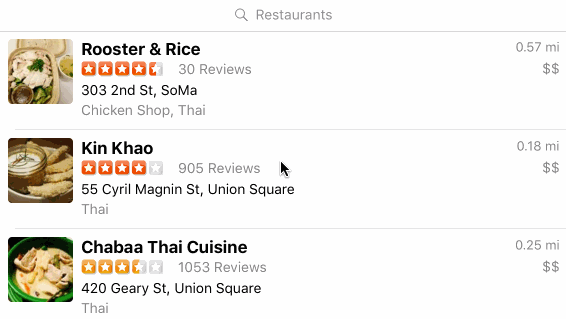 Restaurants
Rooster & Rice
0.57 mi
30 Reviews
$$
303 2nd St, SoMa
Chicken Shop, Thai
Kin Khao
0.18 mi
905 Reviews
$$
55 Cyril Magnin St, Union Square
Thai
Chabaa Thai Cuisine
0.25 mi
1053 Reviews
$$
420 Geary St, Union Square
Thai